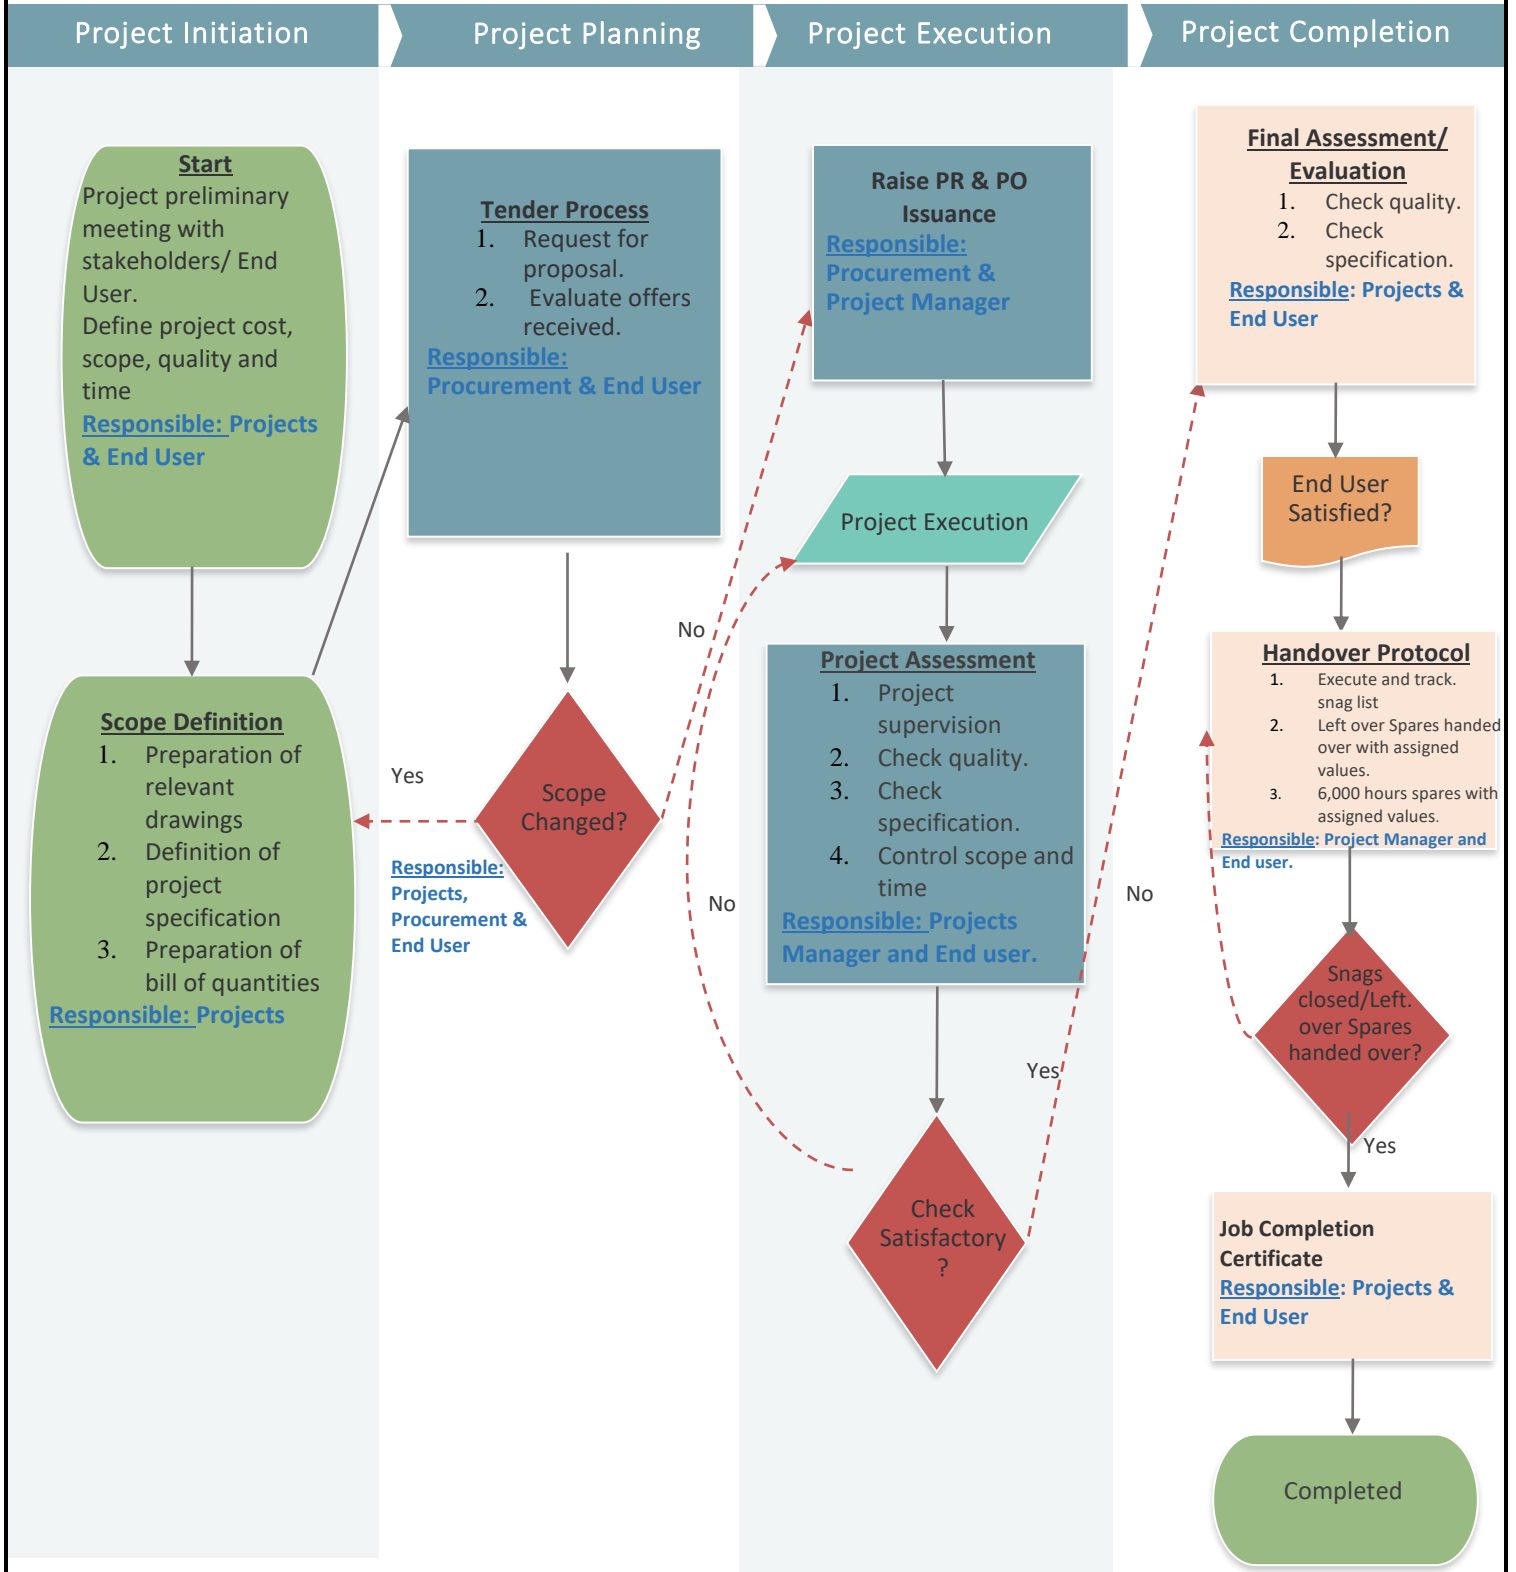 Project Initiation
Project Planning
Project Execution
Project Completion
Start
Project preliminary
meeting with
stakeholders/ End
User.
Define project cost,
scope, quality and
time
Responsible: Projects
& End User
Scope Definition
1. Preparation of
relevant
drawings
2. Definition of
project
specification
3. Preparation of
bill of quantities
Responsible: Projects
Tender Process
1. Request for
proposal.
2. Evaluate offers
received.
Responsible:
Procurement & End User
Yes
Scope
Changed?
No
Responsible:
Projects,
Procurement &
End User
Raise PR & PO
Issuance
Responsible:
Procurement &
Project Manager
Project Execution
Project Assessment
1. Project
supervision
2. Check quality.
3. Check
specification.
4. Control scope and
time
Responsible: Projects
Manager and End user.
No
Yes
Check
Satisfactory
?
Final Assessment/
Evaluation
1. Check quality.
2. Check
specification.
Responsible: Projects &
End User
End User
Satisfied?
Handover Protocol
1. Execute and track.
snag list
2. Left over Spares handed
over with assigned
values.
3. 6,000 hours spares with
assigned values.
Responsible: Project Manager and
End user.
No
Snags
closed/Left.
over Spares
handed over?
Yes
Job Completion
Certificate
Responsible: Projects &
End User
Completed